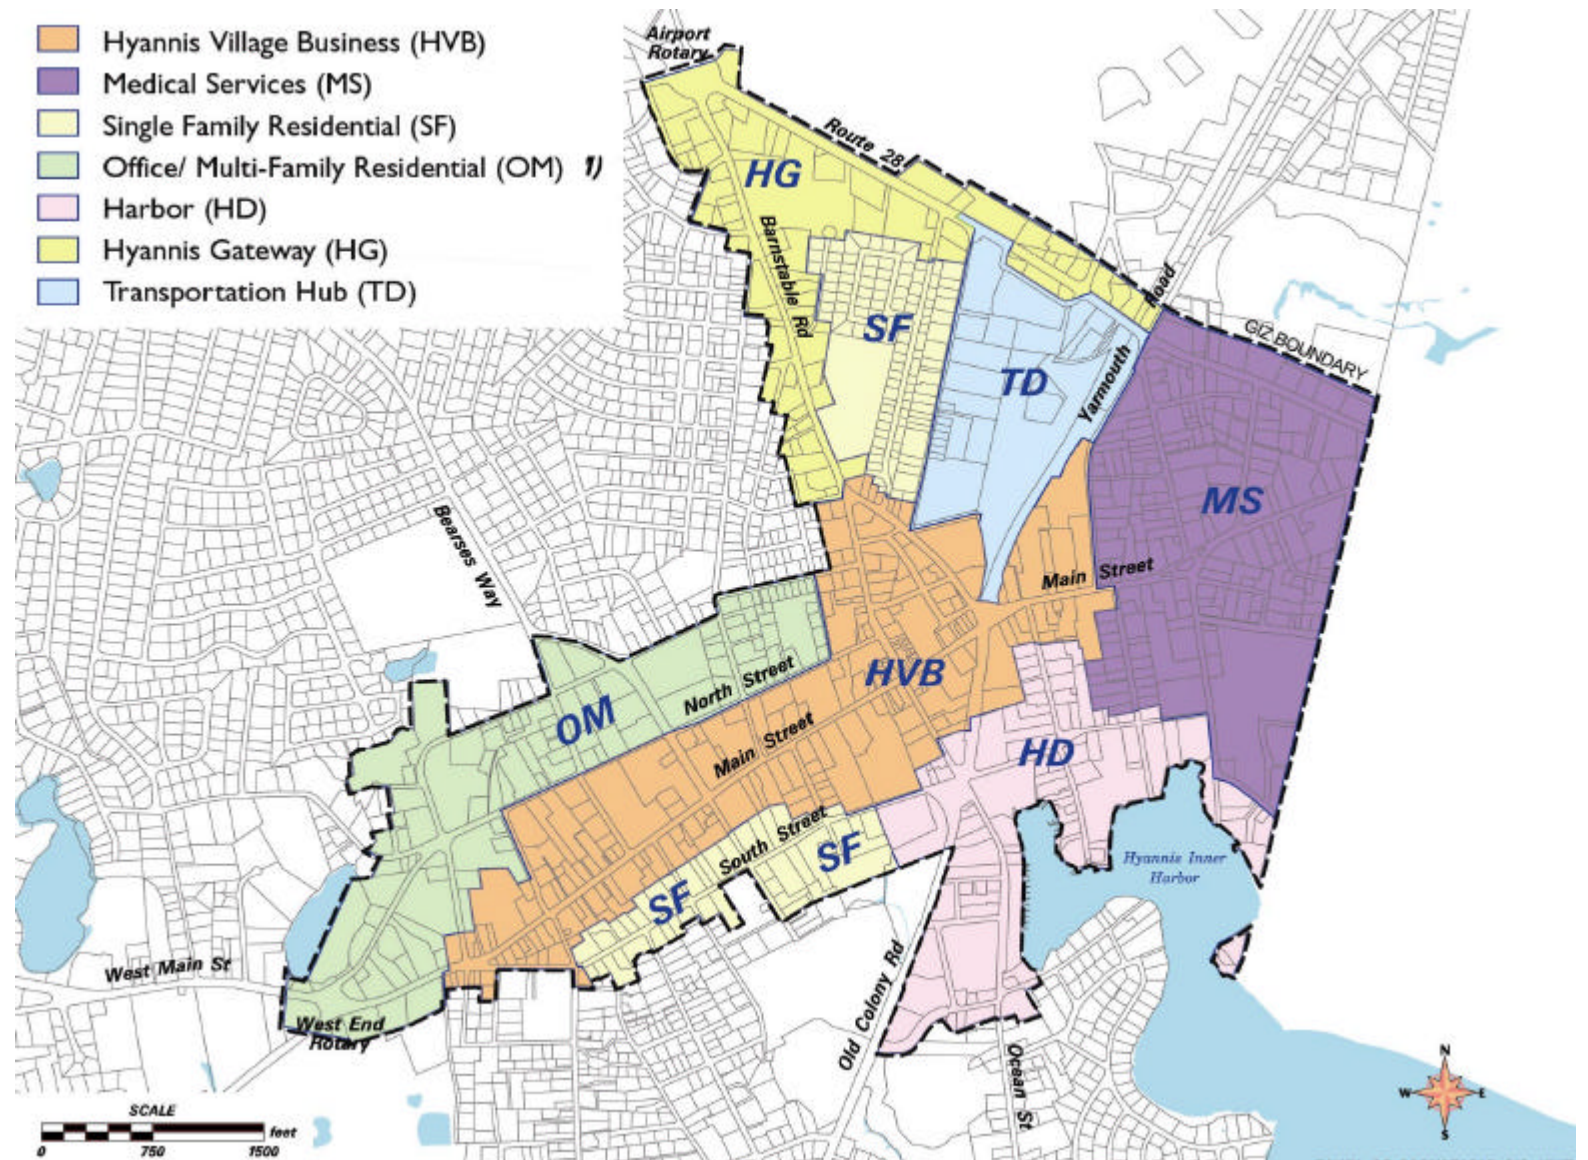 Hyannis Village Business (HVB)
Medical Services (MS)
Single Family Residential (SF)
Office/ Multi-Family Residential (OM) 1)
Harbor (HD)
Hyannis Gateway (HG)
Transportation Hub (TD)
Airport
Rotary
Route 28
HG
Barnstable Rd
SF
TD
Yarmouth
Road
GIZ BOUNDARY
MS
Bearses Way
Main Street
HVB
North Street
OM
Main Street
HD
South Street
SF
SF
Hyannis Inner
Harbor
West Main St
West End
Rotary
Old Colony Rd
Ocean St
SCALE
feet
0 750 1500
N
W E
S